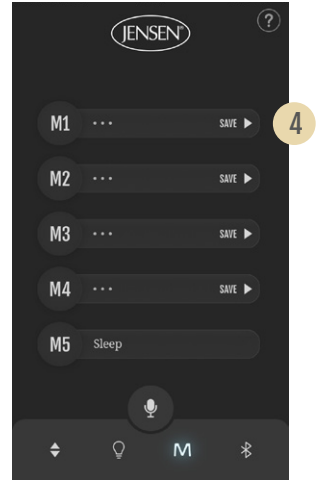 JENSEN®
?
M1 ... SAVE ▶ 4
M2 ... SAVE ▶
M3 ... SAVE ▶
M4 ... SAVE ▶
M5 Sleep
M